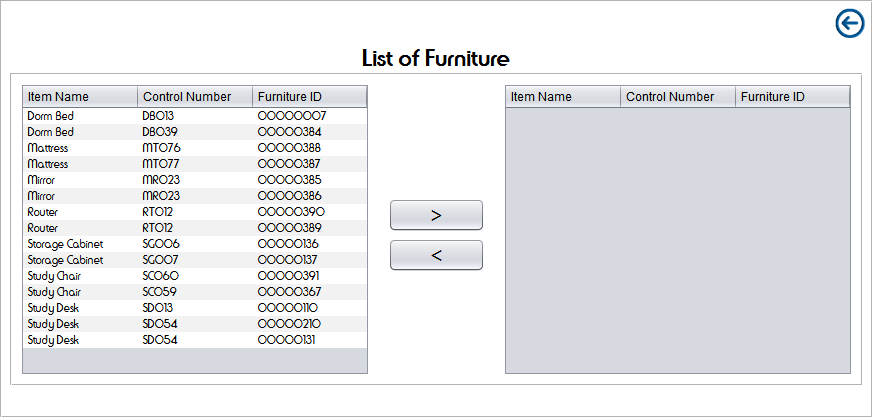 List of Furniture
Item Name Control Number Furniture ID
Dorm Bed DB013 00000007
Dorm Bed DB039 00000384
Mattress MT076 00000388
Mattress MT077 00000387
Mirror MR023 00000385
Mirror MR023 00000386
Router RT012 00000390
Router RT012 00000389
Storage Cabinet SG006 00000136
Storage Cabinet SG007 00000137
Study Chair SC060 00000391
Study Chair SC059 00000367
Study Desk SD013 00000110
Study Desk SD054 00000210
Study Desk SD054 00000131
>
<
Item Name Control Number Furniture ID